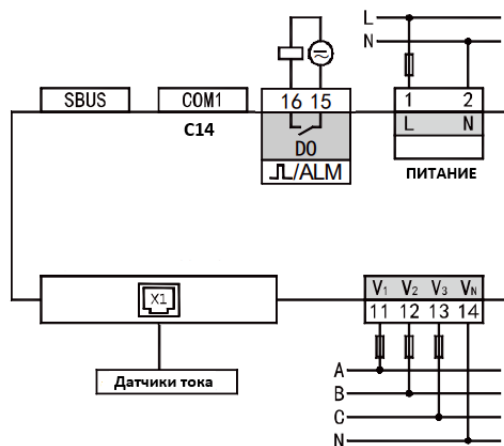 L
N
SBUS
COM1
16 15
1 2
C14
DO
L N
/ALM
ПИТАНИЕ
X1
V1 V2 V3 VN
11 12 13 14
Датчики тока
A
B
C
N